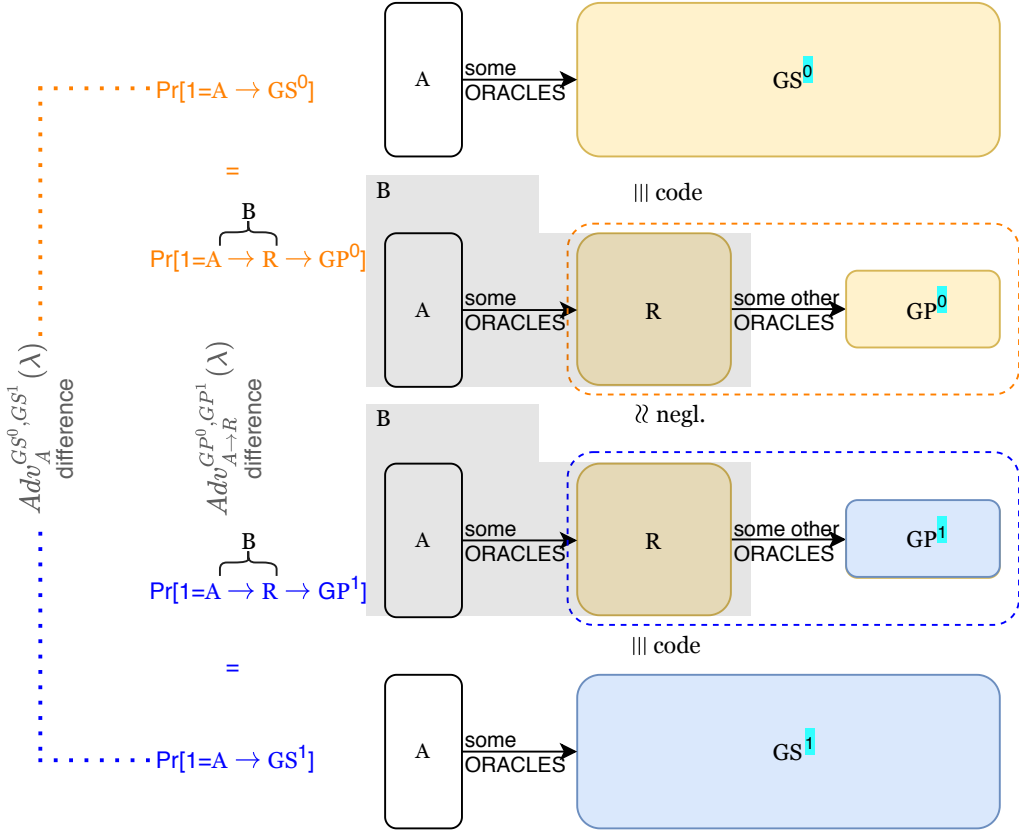 A
some
ORACLES
GS⁰
Pr[1=A → GS⁰]
=
B
||| code
B
Pr[1=A → R → GP⁰]
A
some
ORACLES
R
some other
ORACLES
GP⁰
Adv_A^{GS⁰,GS¹}(λ)
difference
Adv_{A→R}^{GP⁰,GP¹}(λ)
difference
≈ negl.
B
B
Pr[1=A → R → GP¹]
A
some
ORACLES
R
some other
ORACLES
GP¹
||| code
=
Pr[1=A → GS¹]
A
some
ORACLES
GS¹